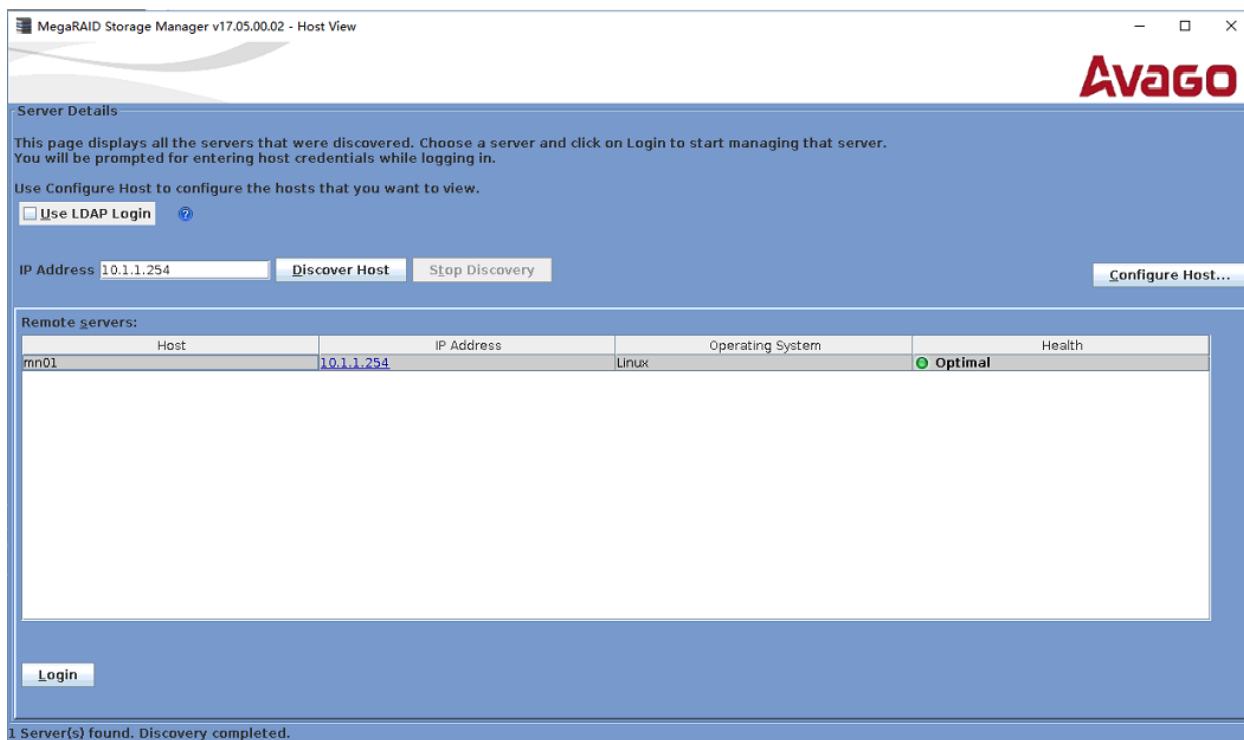 MegaRAID Storage Manager v17.05.00.02 - Host View
Avago
Server Details
This page displays all the servers that were discovered. Choose a server and click on Login to start managing that server.
You will be prompted for entering host credentials while logging in.
Use Configure Host to configure the hosts that you want to view.
Use LDAP Login ?
IP Address 10.1.1.254 Discover Host Stop Discovery Configure Host...
Remote servers:
Host IP Address Operating System Health
mn01 10.1.1.254 Linux Optimal
Login
1 Server(s) found. Discovery completed.